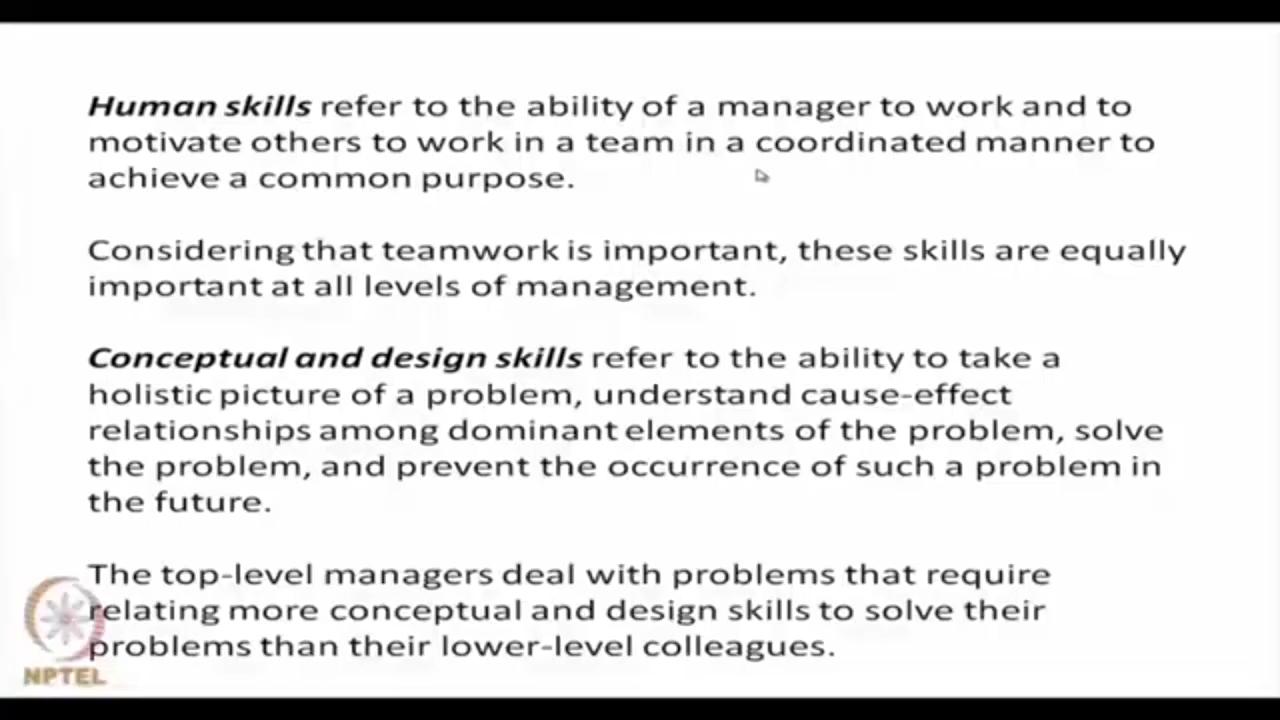 Human skills refer to the ability of a manager to work and to
motivate others to work in a team in a coordinated manner to
achieve a common purpose.
Considering that teamwork is important, these skills are equally
important at all levels of management.
Conceptual and design skills refer to the ability to take a
holistic picture of a problem, understand cause-effect
relationships among dominant elements of the problem, solve
the problem, and prevent the occurrence of such a problem in
the future.
The top-level managers deal with problems that require
relating more conceptual and design skills to solve their
problems than their lower-level colleagues.
NPTEL